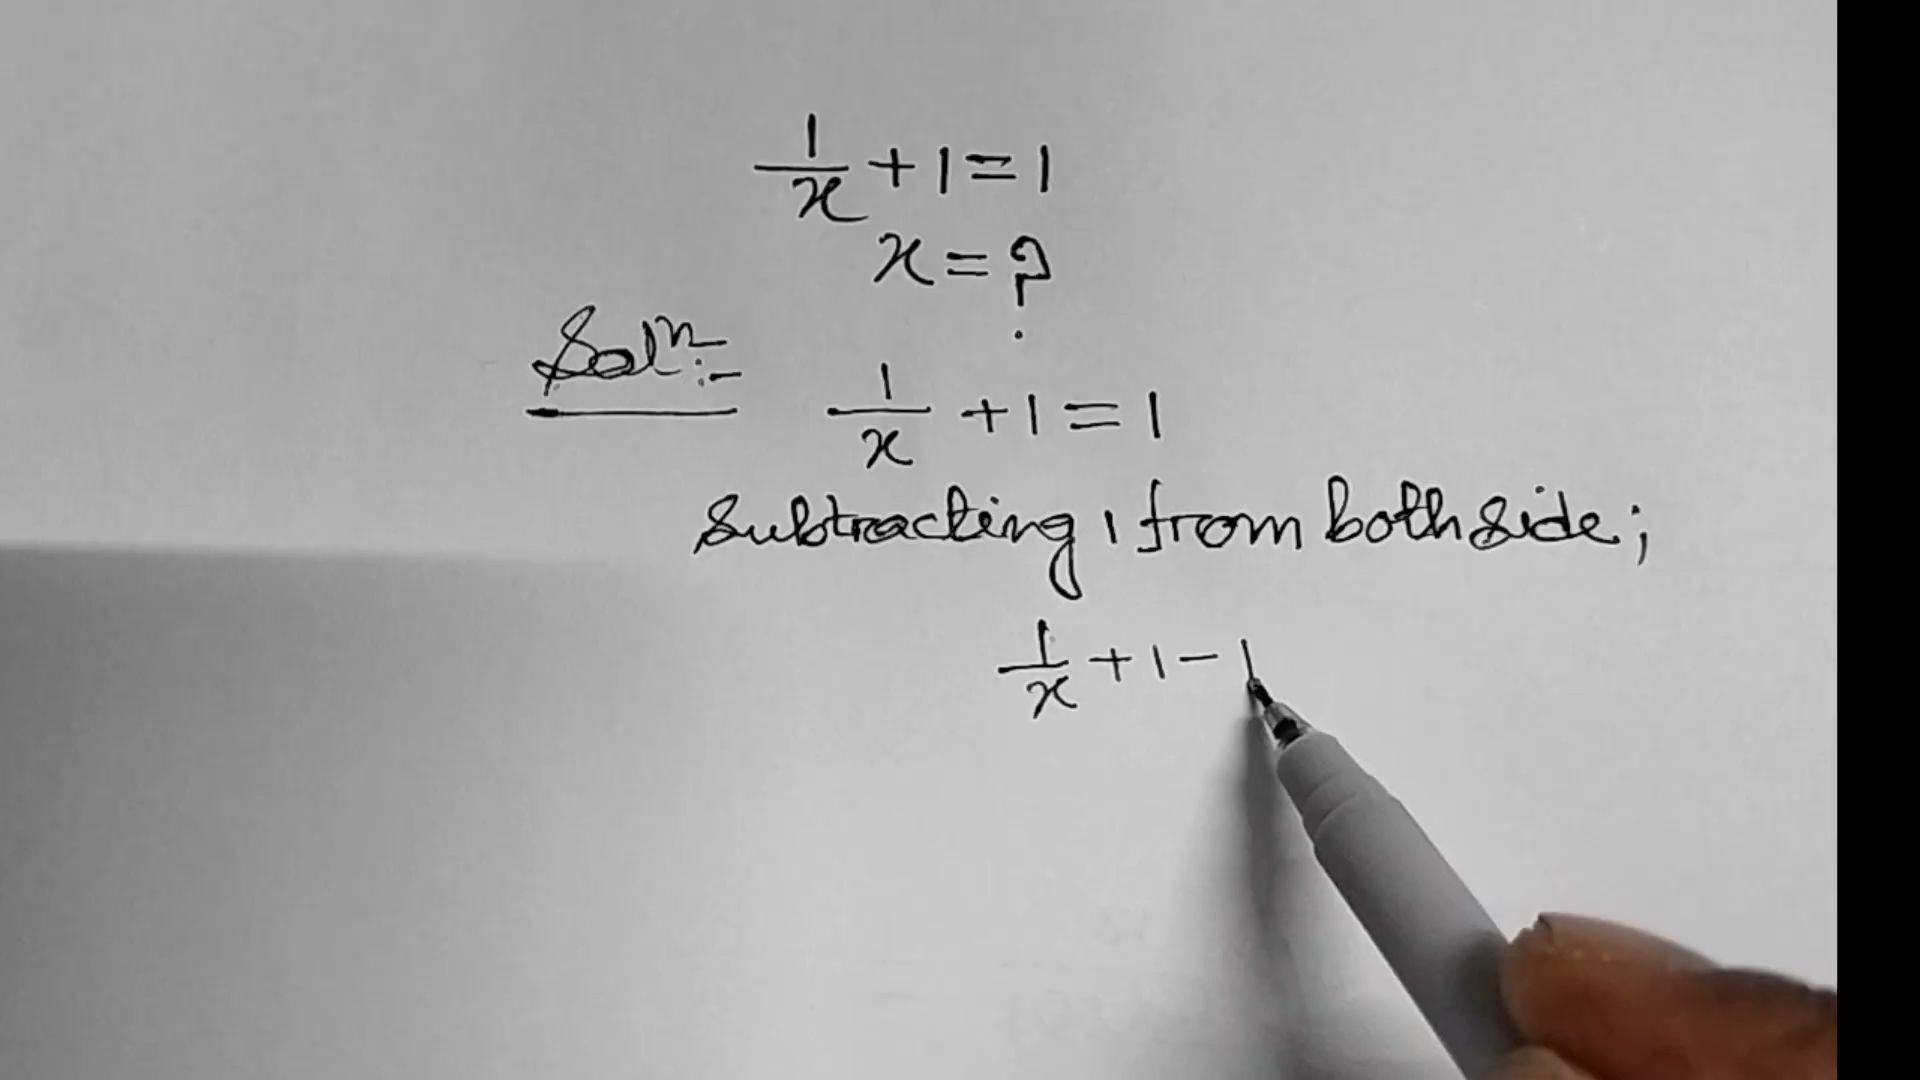 1/x + 1 = 1
x = ?
Solⁿ:-
1/x + 1 = 1
Subtracting 1 from both side;
1/x + 1 - 1